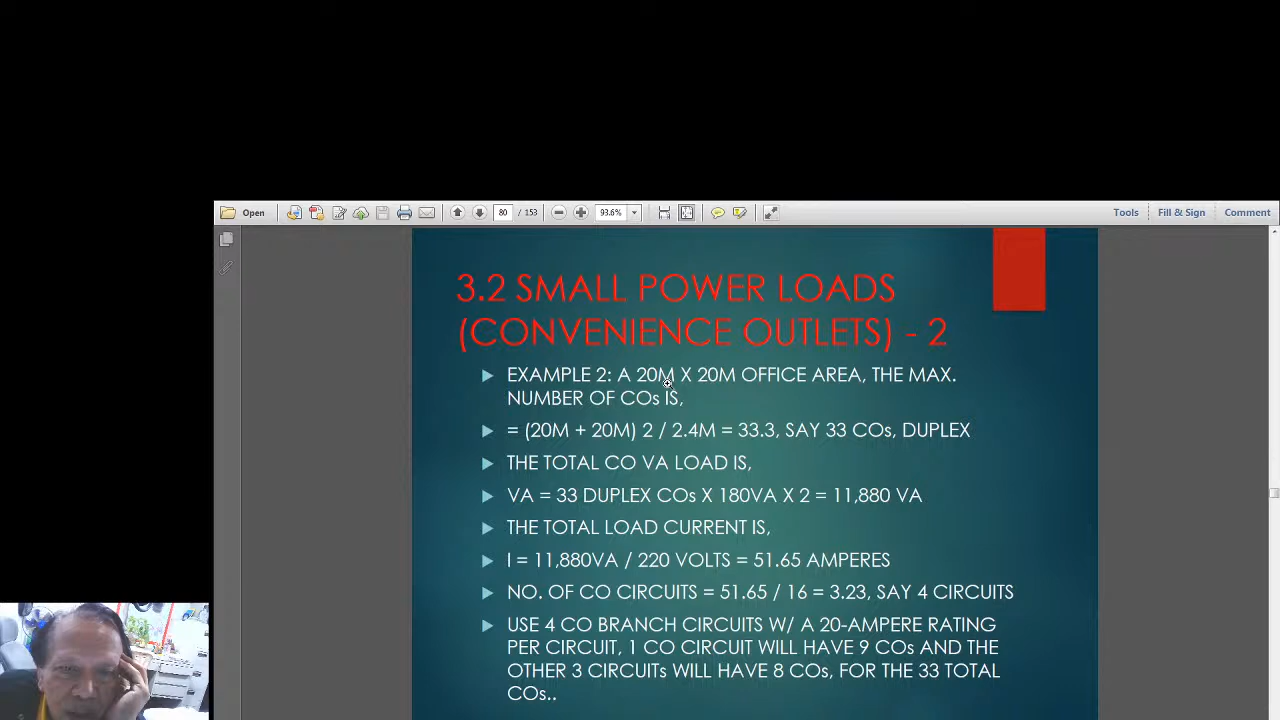 Open
80 / 153
93.6%
Tools
Fill & Sign
Comment
3.2 SMALL POWER LOADS
(CONVENIENCE OUTLETS) - 2
EXAMPLE 2: A 20M X 20M OFFICE AREA, THE MAX.
NUMBER OF COs IS,
= (20M + 20M) 2 / 2.4M = 33.3, SAY 33 COs, DUPLEX
THE TOTAL CO VA LOAD IS,
VA = 33 DUPLEX COs X 180VA X 2 = 11,880 VA
THE TOTAL LOAD CURRENT IS,
I = 11,880VA / 220 VOLTS = 51.65 AMPERES
NO. OF CO CIRCUITS = 51.65 / 16 = 3.23, SAY 4 CIRCUITS
USE 4 CO BRANCH CIRCUITS W/ A 20-AMPERE RATING
PER CIRCUIT, 1 CO CIRCUIT WILL HAVE 9 COs AND THE
OTHER 3 CIRCUITs WILL HAVE 8 COs, FOR THE 33 TOTAL
COs..